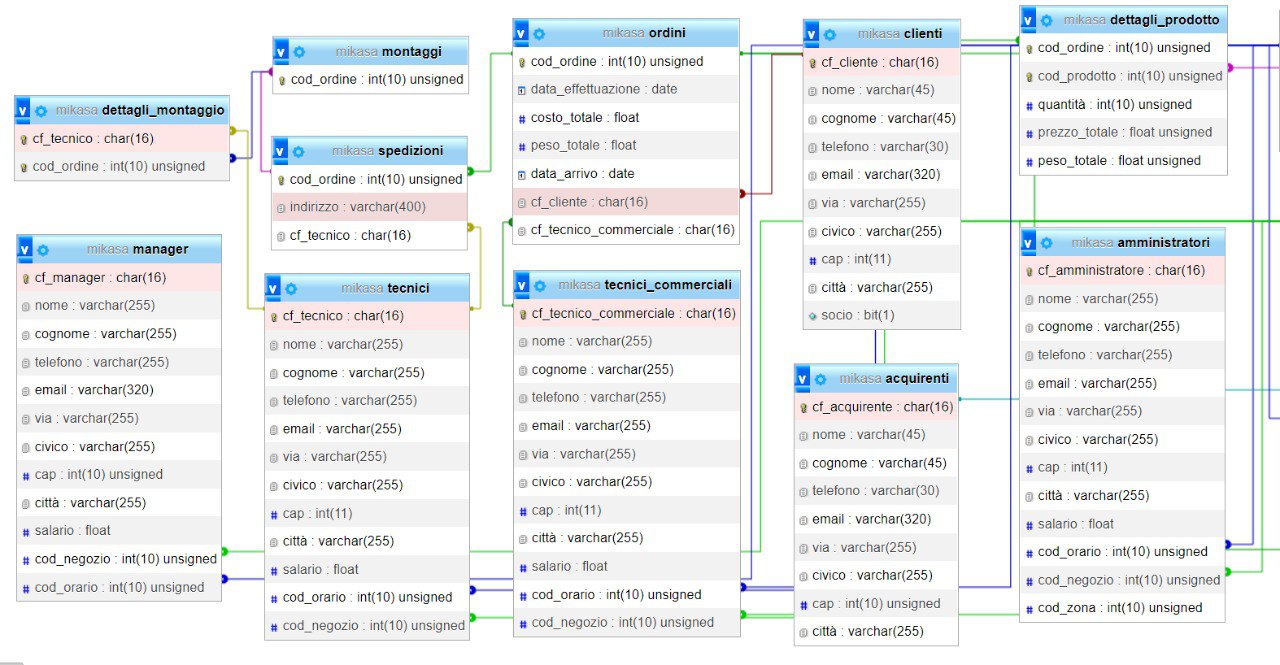 mikasa dettagli_montaggio
cf_tecnico : char(16)
cod_ordine : int(10) unsigned
mikasa manager
cf_manager : char(16)
nome : varchar(255)
cognome : varchar(255)
telefono : varchar(255)
email : varchar(320)
via : varchar(255)
civico : varchar(255)
cap : int(10) unsigned
città : varchar(255)
salario : float
cod_negozio : int(10) unsigned
cod_orario : int(10) unsigned
mikasa montaggi
cod_ordine : int(10) unsigned
mikasa spedizioni
cod_ordine : int(10) unsigned
indirizzo : varchar(400)
cf_tecnico : char(16)
mikasa tecnici
cf_tecnico : char(16)
nome : varchar(255)
cognome : varchar(255)
telefono : varchar(255)
email : varchar(255)
via : varchar(255)
civico : varchar(255)
cap : int(11)
città : varchar(255)
salario : float
cod_orario : int(10) unsigned
cod_negozio : int(10) unsigned
mikasa ordini
cod_ordine : int(10) unsigned
data_effettuazione : date
costo_totale : float
peso_totale : float
data_arrivo : date
cf_cliente : char(16)
cf_tecnico_commerciale : char(16)
mikasa tecnici_commerciali
cf_tecnico_commerciale : char(16)
nome : varchar(255)
cognome : varchar(255)
telefono : varchar(255)
email : varchar(255)
via : varchar(255)
civico : varchar(255)
cap : int(11)
città : varchar(255)
salario : float
cod_orario : int(10) unsigned
cod_negozio : int(10) unsigned
mikasa clienti
cf_cliente : char(16)
nome : varchar(45)
cognome : varchar(45)
telefono : varchar(30)
email : varchar(320)
via : varchar(255)
civico : varchar(255)
cap : int(11)
città : varchar(255)
socio : bit(1)
mikasa acquirenti
cf_acquirente : char(16)
nome : varchar(45)
cognome : varchar(45)
telefono : varchar(30)
email : varchar(320)
via : varchar(255)
civico : varchar(255)
cap : int(10) unsigned
città : varchar(255)
mikasa dettagli_prodotto
cod_ordine : int(10) unsigned
cod_prodotto : int(10) unsigned
quantità : int(10) unsigned
prezzo_totale : float unsigned
peso_totale : float unsigned
mikasa amministratori
cf_amministratore : char(16)
nome : varchar(255)
cognome : varchar(255)
telefono : varchar(255)
email : varchar(255)
via : varchar(255)
civico : varchar(255)
cap : int(11)
città : varchar(255)
salario : float
cod_orario : int(10) unsigned
cod_negozio : int(10) unsigned
cod_zona : int(10) unsigned